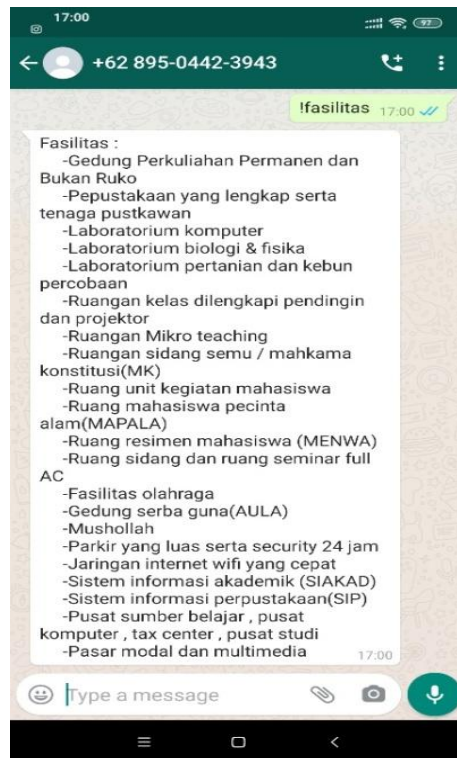 17:00
97
+62 895-0442-3943
!fasilitas 17:00
Fasilitas :
-Gedung Perkuliahan Permanen dan
Bukan Ruko
-Pepustakaan yang lengkap serta
tenaga pustkawan
-Laboratorium komputer
-Laboratorium biologi & fisika
-Laboratorium pertanian dan kebun
percobaan
-Ruangan kelas dilengkapi pendingin
dan projektor
-Ruangan Mikro teaching
-Ruangan sidang semu / mahkama
konstitusi(MK)
-Ruang unit kegiatan mahasiswa
-Ruang mahasiswa pecinta
alam(MAPALA)
-Ruang resimen mahasiswa (MENWA)
-Ruang sidang dan ruang seminar full
AC
-Fasilitas olahraga
-Gedung serba guna(AULA)
-Mushollah
-Parkir yang luas serta security 24 jam
-Jaringan internet wifi yang cepat
-Sistem informasi akademik (SIAKAD)
-Sistem informasi perpustakaan(SIP)
-Pusat sumber belajar , pusat
komputer , tax center , pusat studi
-Pasar modal dan multimedia 17:00
Type a message